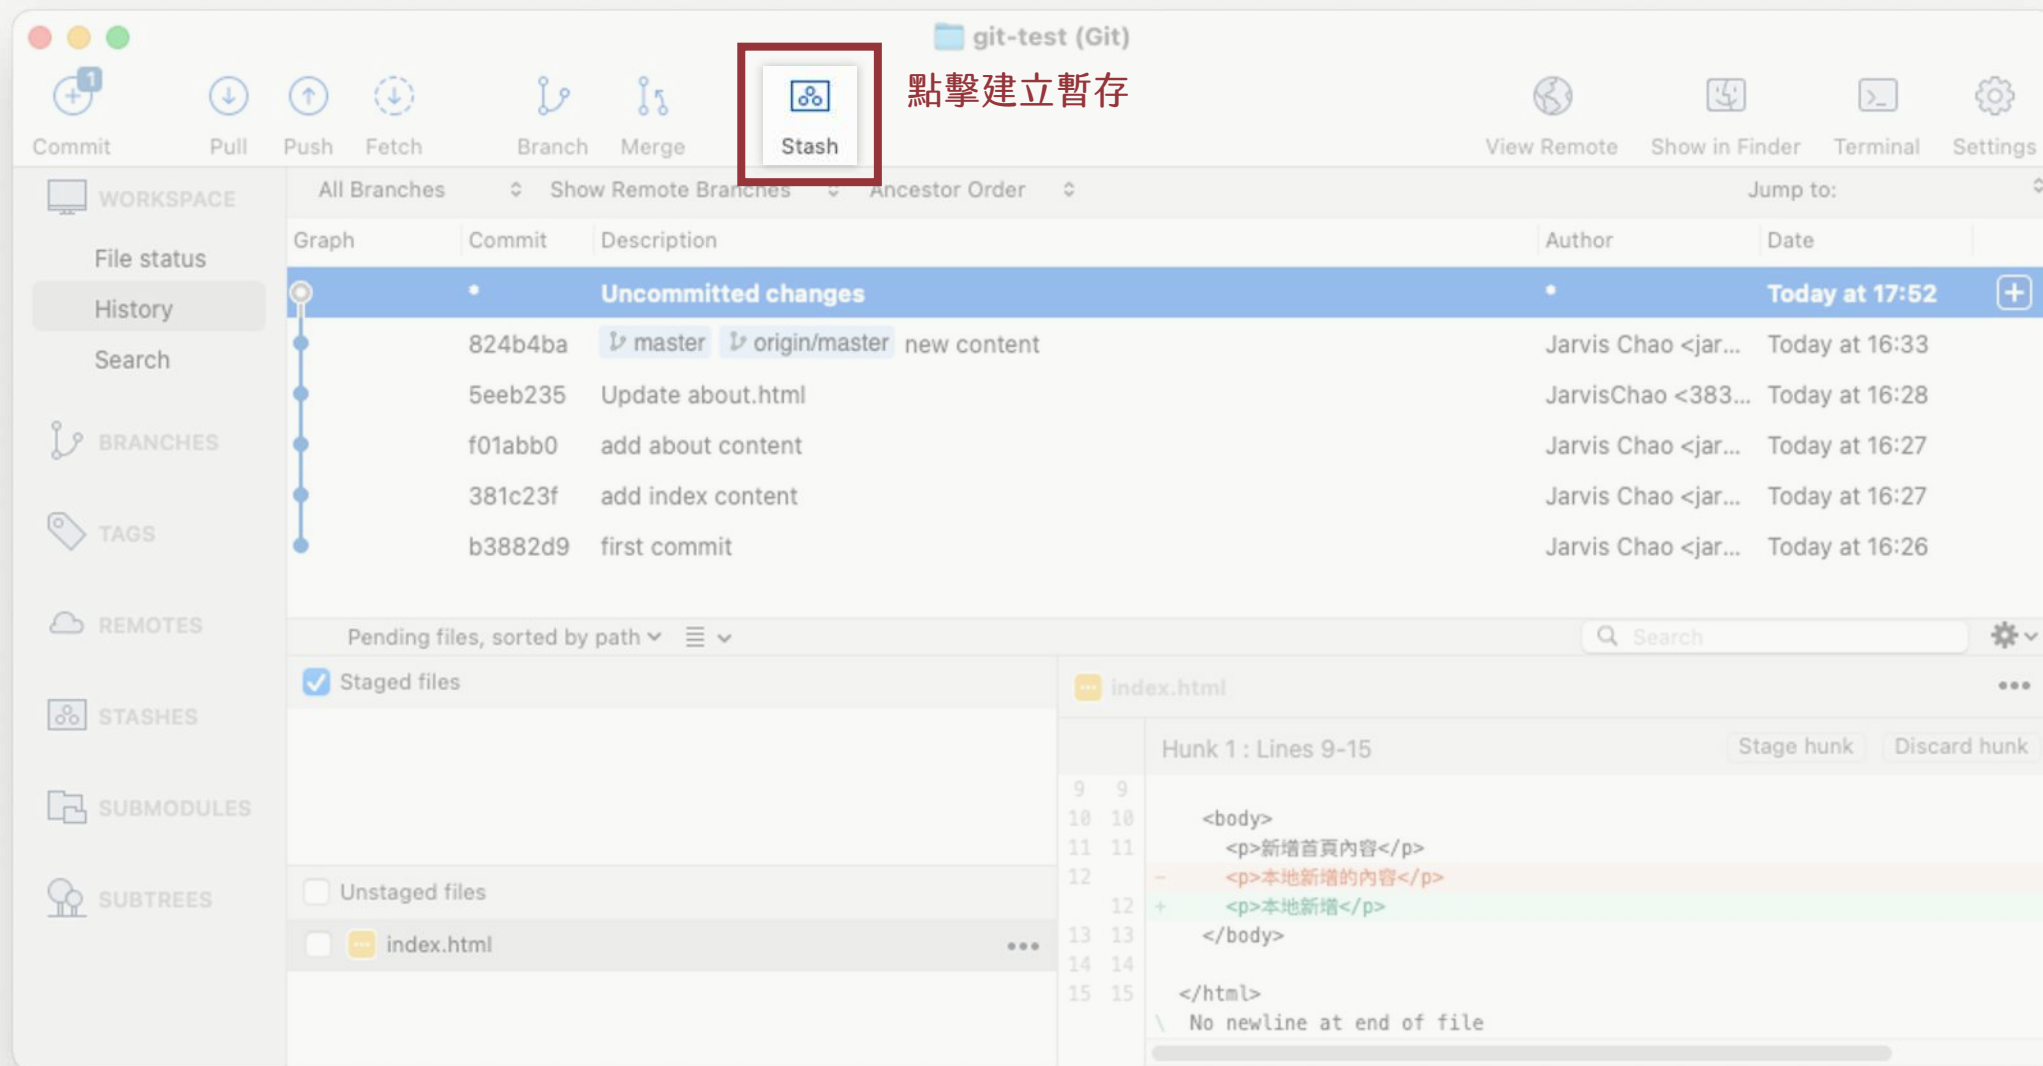 git-test (Git)
1
Commit Pull Push Fetch Branch Merge Stash 點擊建立暫存 View Remote Show in Finder Terminal Settings
WORKSPACE
File status
History
Search
BRANCHES
TAGS
REMOTES
STASHES
SUBMODULES
SUBTREES
All Branches Show Remote Branches Ancestor Order Jump to:
Graph Commit Description Author Date
* Uncommitted changes * Today at 17:52
824b4ba master origin/master new content Jarvis Chao <jar... Today at 16:33
5eeb235 Update about.html JarvisChao <383... Today at 16:28
f01abb0 add about content Jarvis Chao <jar... Today at 16:27
381c23f add index content Jarvis Chao <jar... Today at 16:27
b3882d9 first commit Jarvis Chao <jar... Today at 16:26
Pending files, sorted by path Search
Staged files
Unstaged files
index.html
index.html
Hunk 1 : Lines 9-15 Stage hunk Discard hunk
9 9
10 10 <body>
11 11 <p>新增首頁內容</p>
12 - <p>本地新增的內容</p>
12 + <p>本地新增</p>
13 13 </body>
14 14
15 15 </html>
\ No newline at end of file